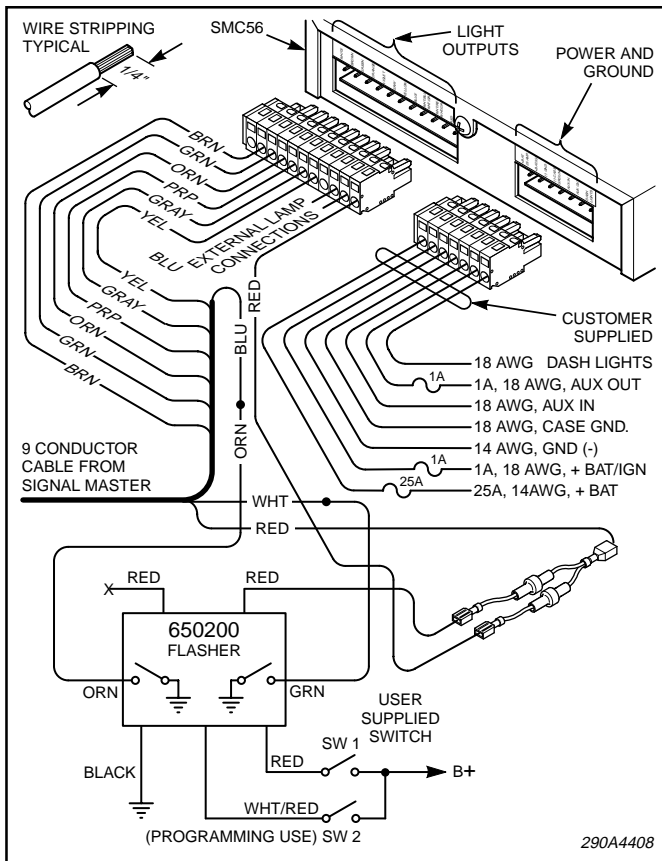 WIRE STRIPPING
TYPICAL
1/4"
SMC56
LIGHT
OUTPUTS
POWER AND
GROUND
BRN
GRN
ORN
PRP
GRAY
YEL
BLU
EXTERNAL LAMP
CONNECTIONS
RED
YEL
GRAY
PRP
ORN
GRN
BRN
BLU
ORN
CUSTOMER
SUPPLIED
18 AWG DASH LIGHTS
1A
1A, 18 AWG, AUX OUT
18 AWG, AUX IN
18 AWG, CASE GND.
14 AWG, GND (-)
1A
1A, 18 AWG, + BAT/IGN
25A
25A, 14AWG, + BAT
9 CONDUCTOR
CABLE FROM
SIGNAL MASTER
WHT
RED
X
RED
RED
650200
FLASHER
ORN
GRN
USER
SUPPLIED
SWITCH
BLACK
RED
SW 1
B+
WHT/RED
(PROGRAMMING USE) SW 2
290A4408